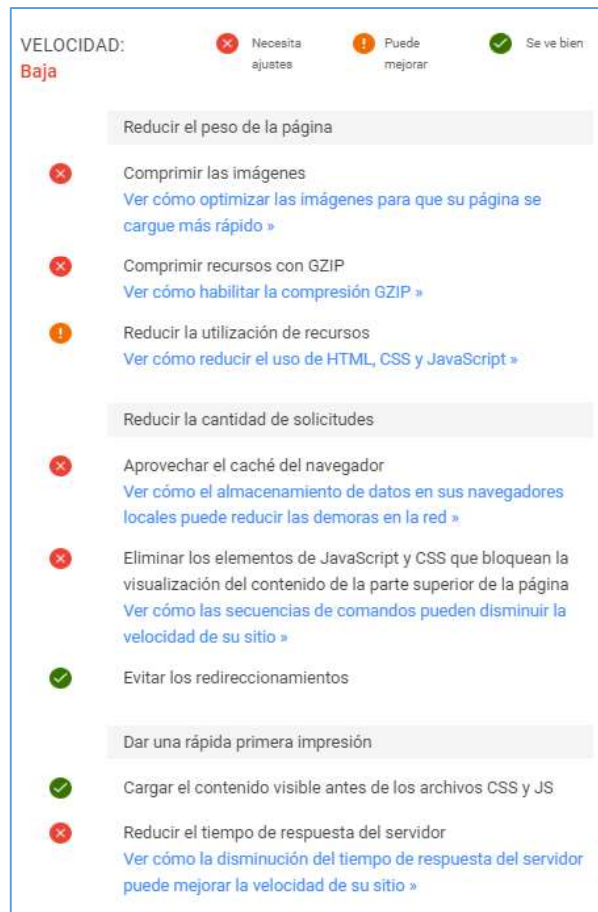 VELOCIDAD:
Baja
Necesita
ajustes
Puede
mejorar
Se ve bien
Reducir el peso de la página
Comprimir las imágenes
Ver cómo optimizar las imágenes para que su página se
cargue más rápido »
Comprimir recursos con GZIP
Ver cómo habilitar la compresión GZIP »
Reducir la utilización de recursos
Ver cómo reducir el uso de HTML, CSS y JavaScript »
Reducir la cantidad de solicitudes
Aprovechar el caché del navegador
Ver cómo el almacenamiento de datos en sus navegadores
locales puede reducir las demoras en la red »
Eliminar los elementos de JavaScript y CSS que bloquean la
visualización del contenido de la parte superior de la página
Ver cómo las secuencias de comandos pueden disminuir la
velocidad de su sitio »
Evitar los redireccionamientos
Dar una rápida primera impresión
Cargar el contenido visible antes de los archivos CSS y JS
Reducir el tiempo de respuesta del servidor
Ver cómo la disminución del tiempo de respuesta del servidor
puede mejorar la velocidad de su sitio »